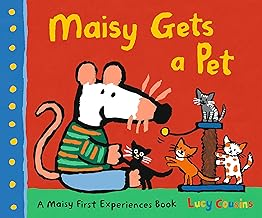 Maisy Gets
a Pet
A Maisy First Experiences Book
Lucy Cousins